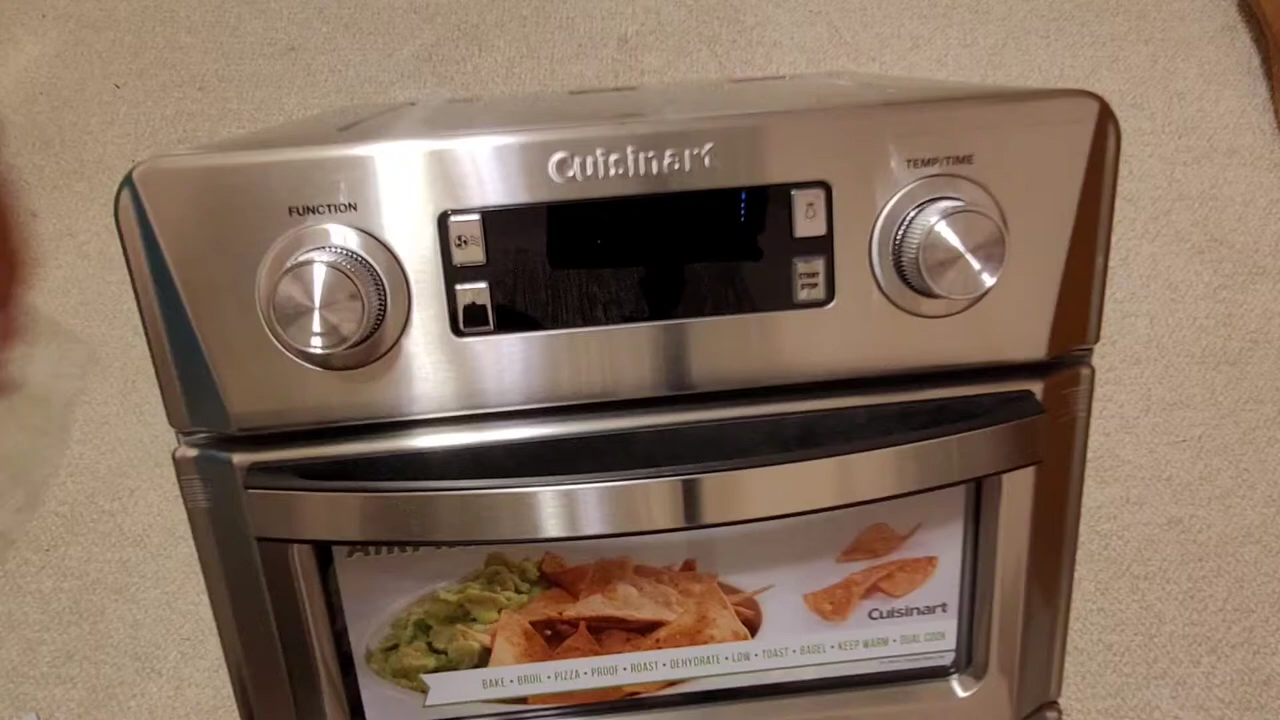 Cuisinart
TEMP/TIME
FUNCTION
START
STOP
Cuisinart
BAKE • BROIL • PIZZA • PROOF • ROAST • DEHYDRATE • LOW • TOAST • BAGEL • KEEP WARM • DUAL COOK